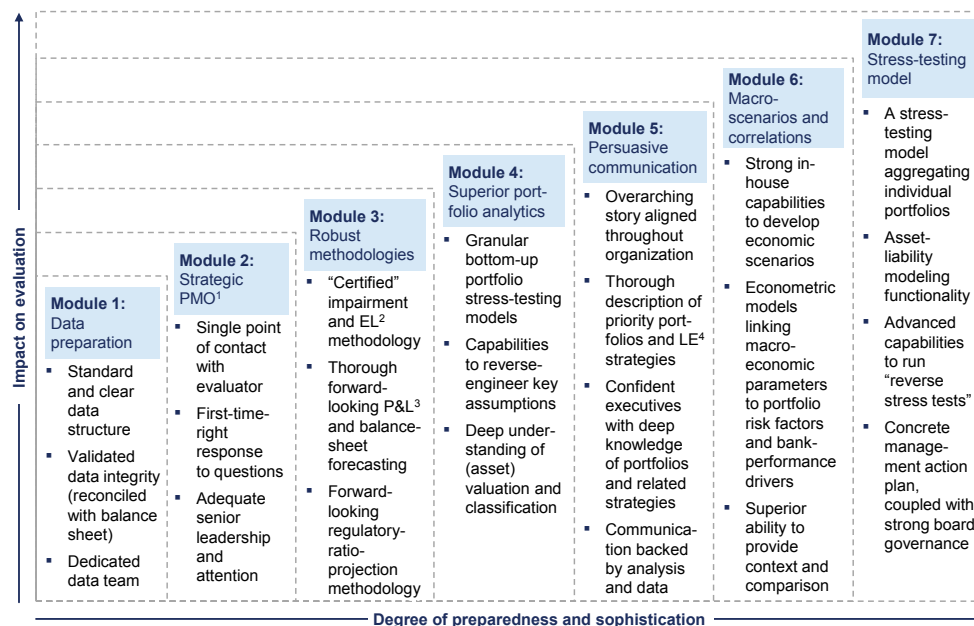 Impact on evaluation
Module 1:
Data
preparation
▪ Standard
and clear
data
structure
▪ Validated
data integrity
(reconciled
with balance
sheet)
▪ Dedicated
data team
Module 2:
Strategic
PMO1
▪ Single point
of contact
with
evaluator
▪ First-time-
right
response
to questions
▪ Adequate
senior
leadership
and
attention
Module 3:
Robust
methodologies
▪ “Certified”
impairment
and EL2
methodology
▪ Thorough
forward-
looking P&L3
and balance-
sheet
forecasting
▪ Forward-
looking
regulatory-
ratio-
projection
methodology
Module 4:
Superior port-
folio analytics
▪ Granular
bottom-up
portfolio
stress-testing
models
▪ Capabilities
to reverse-
engineer key
assumptions
▪ Deep under-
standing of
(asset)
valuation and
classification
Module 5:
Persuasive
communication
▪ Overarching
story aligned
throughout
organization
▪ Thorough
description of
priority port-
folios and LE4
strategies
▪ Confident
executives
with deep
knowledge
of portfolios
and related
strategies
▪ Communica-
tion backed
by analysis
and data
Module 6:
Macro-
scenarios and
correlations
▪ Strong in-
house
capabilities
to develop
economic
scenarios
▪ Econometric
models
linking
macro-
economic
parameters
to portfolio
risk factors
and bank-
performance
drivers
▪ Superior
ability to
provide
context and
comparison
Module 7:
Stress-testing
model
▪ A stress-
testing
model
aggregating
individual
portfolios
▪ Asset-
liability
modeling
functionality
▪ Advanced
capabilities
to run
“reverse
stress tests”
▪ Concrete
manage-
ment action
plan,
coupled with
strong board
governance
Degree of preparedness and sophistication